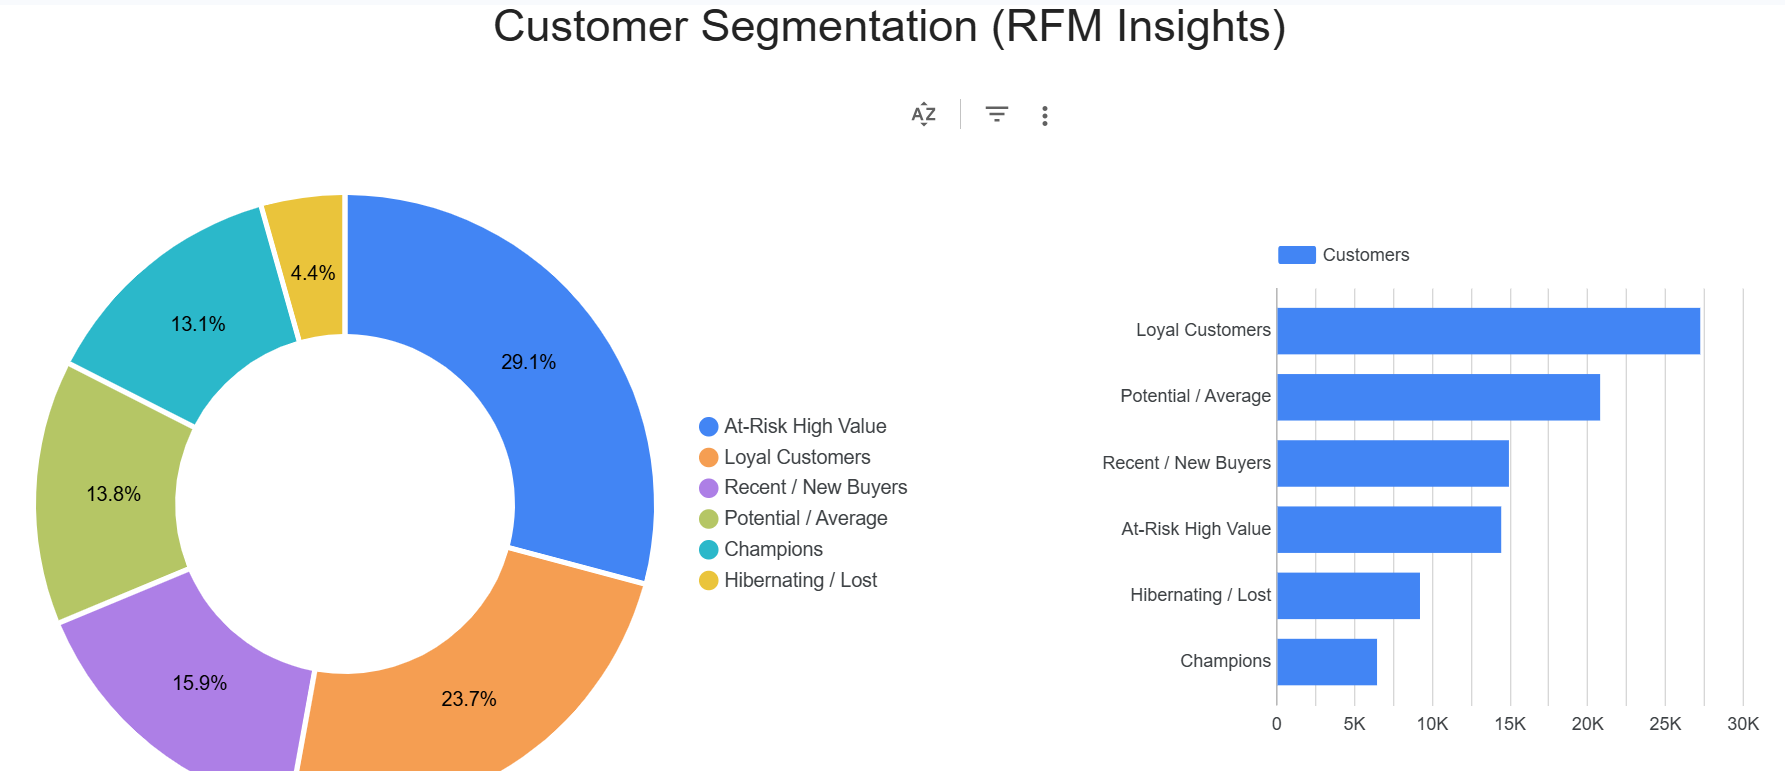 Customer Segmentation (RFM Insights)
AZ
4.4%
13.1%
29.1%
13.8%
15.9%
23.7%
At-Risk High Value
Loyal Customers
Recent / New Buyers
Potential / Average
Champions
Hibernating / Lost
Customers
Loyal Customers
Potential / Average
Recent / New Buyers
At-Risk High Value
Hibernating / Lost
Champions
0 5K 10K 15K 20K 25K 30K